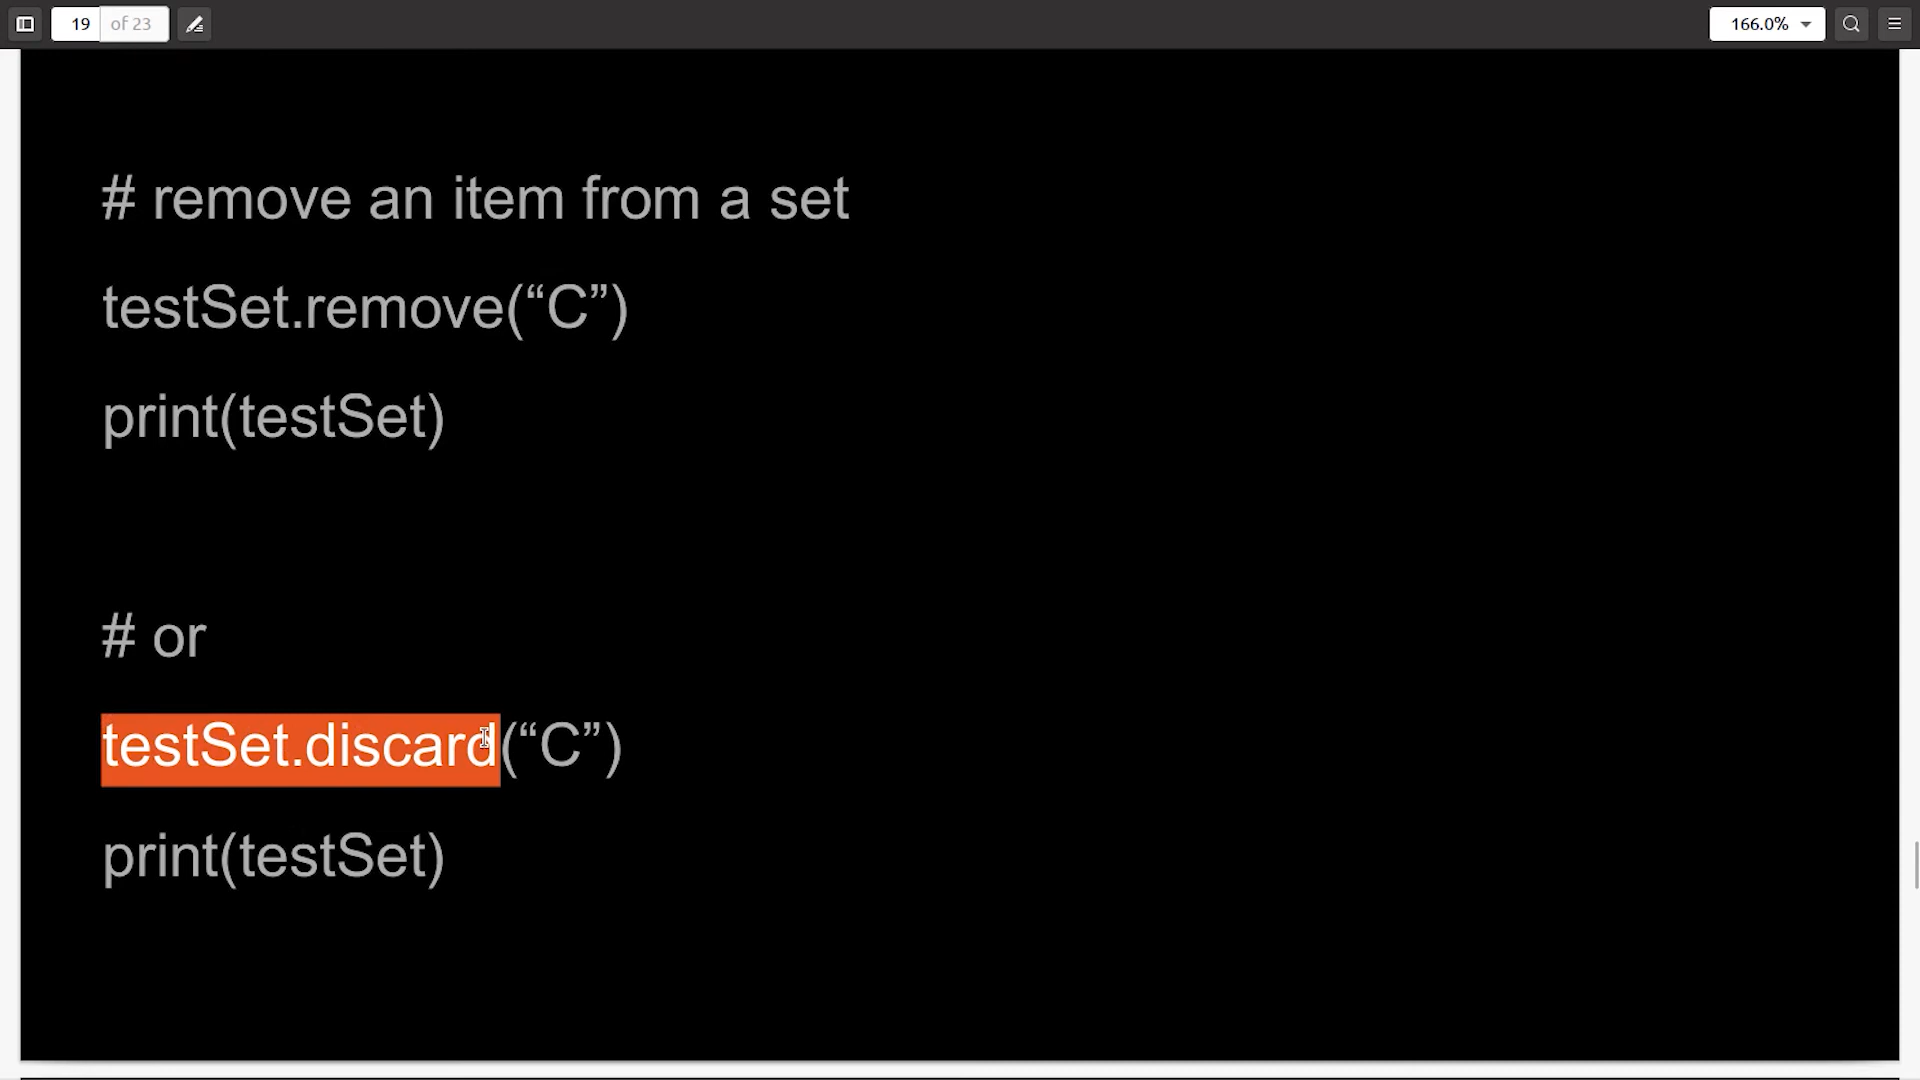 19 of 23
166.0%
# remove an item from a set
testSet.remove(“C”)
print(testSet)
# or
testSet.discard(“C”)
print(testSet)